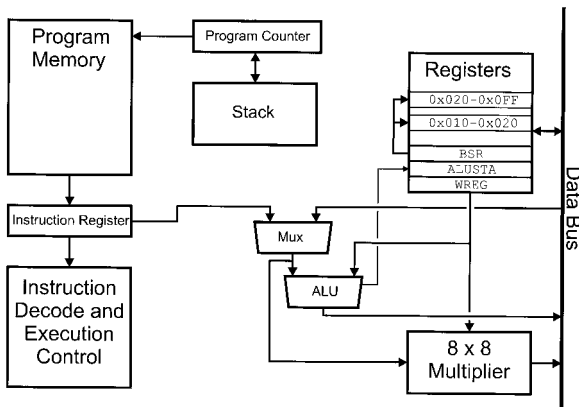 Program
Memory
Program Counter
Stack
Registers
0x020-0x0FF
0x010-0x020
BSR
ALUSTA
WREG
Data Bus
Instruction Register
Mux
ALU
Instruction
Decode and
Execution
Control
8 x 8
Multiplier